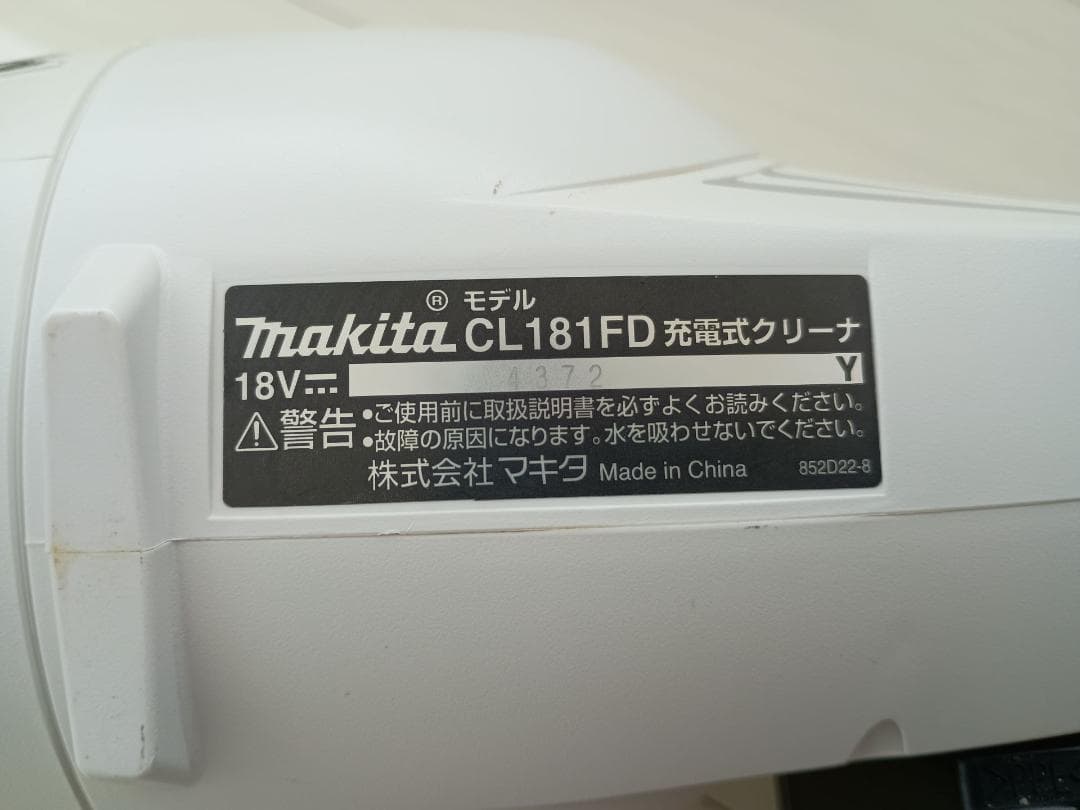 ® モデル
makita CL181FD 充電式クリーナ
18V⎓ 4372 Y
⚠警告 •ご使用前に取扱説明書を必ずよくお読みください。
•故障の原因になります。水を吸わせないでください。
株式会社 マキタ Made in China 852D22-8